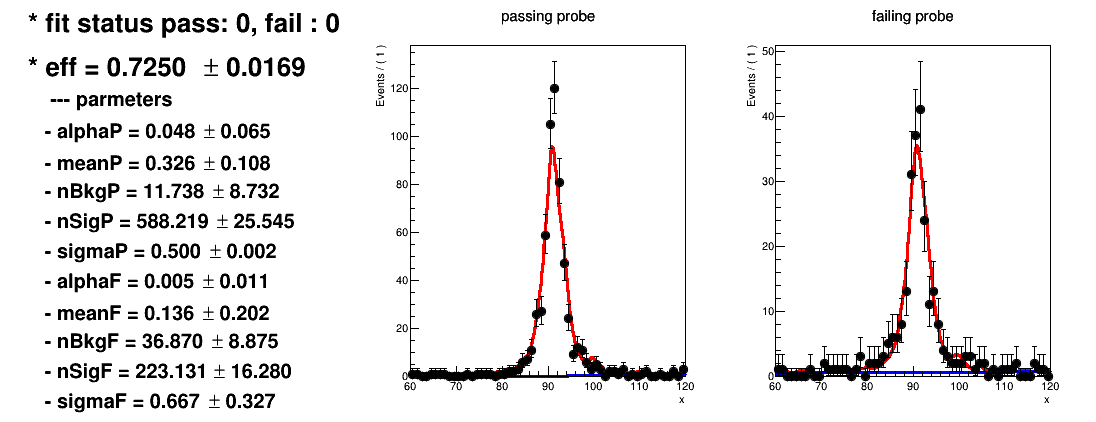 * fit status pass: 0, fail : 0
* eff = 0.7250 ± 0.0169
--- parmeters
- alphaP = 0.048 ± 0.065
- meanP = 0.326 ± 0.108
- nBkgP = 11.738 ± 8.732
- nSigP = 588.219 ± 25.545
- sigmaP = 0.500 ± 0.002
- alphaF = 0.005 ± 0.011
- meanF = 0.136 ± 0.202
- nBkgF = 36.870 ± 8.875
- nSigF = 223.131 ± 16.280
- sigmaF = 0.667 ± 0.327
passing probe
Events / ( 1 )
120
100
80
60
40
20
0
60 70 80 90 100 110 120
x
failing probe
Events / ( 1 )
50
40
30
20
10
0
60 70 80 90 100 110 120
x